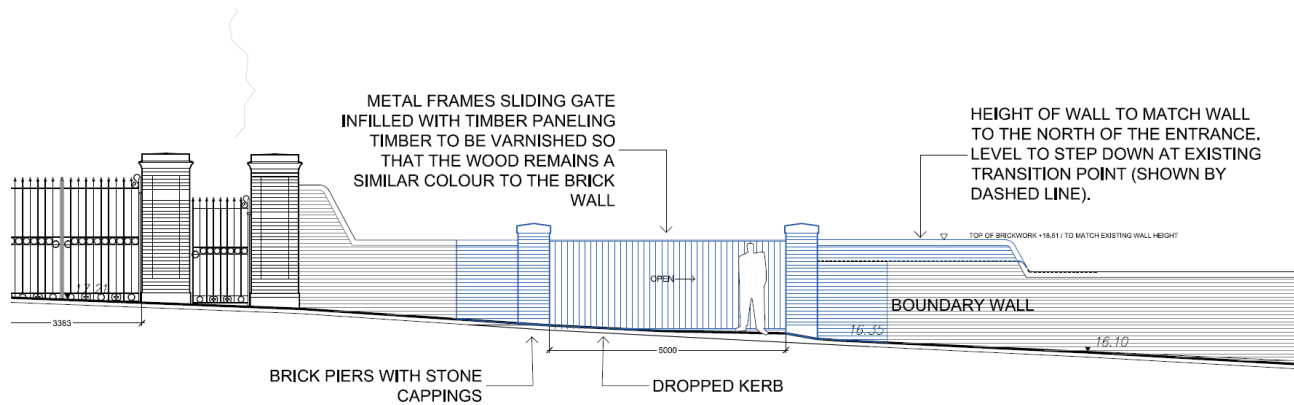 METAL FRAMES SLIDING GATE
INFILLED WITH TIMBER PANELING
TIMBER TO BE VARNISHED SO
THAT THE WOOD REMAINS A
SIMILAR COLOUR TO THE BRICK
WALL
HEIGHT OF WALL TO MATCH WALL
TO THE NORTH OF THE ENTRANCE.
LEVEL TO STEP DOWN AT EXISTING
TRANSITION POINT (SHOWN BY
DASHED LINE).
TOP OF BRICKWORK +18.51 / TO MATCH EXISTING WALL HEIGHT
OPEN
17.21
BOUNDARY WALL
3383
16.35
16.10
5000
BRICK PIERS WITH STONE
CAPPINGS
DROPPED KERB